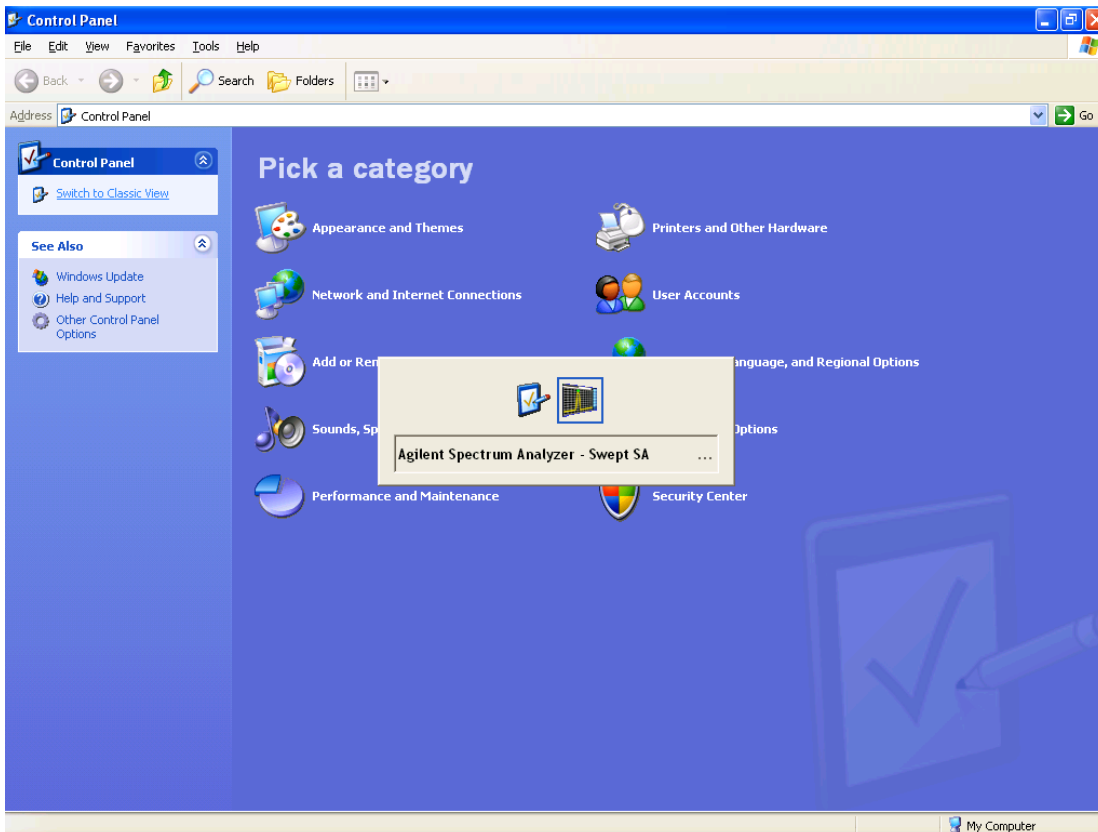 Control Panel
File Edit View Favorites Tools Help
Back Search Folders
Address Control Panel Go
Control Panel
Switch to Classic View
See Also
Windows Update
Help and Support
Other Control Panel
Options
Pick a category
Appearance and Themes
Printers and Other Hardware
Network and Internet Connections
User Accounts
Add or Rem
anguage, and Regional Options
Sounds, Sp
Options
Agilent Spectrum Analyzer - Swept SA ...
Performance and Maintenance
Security Center
My Computer